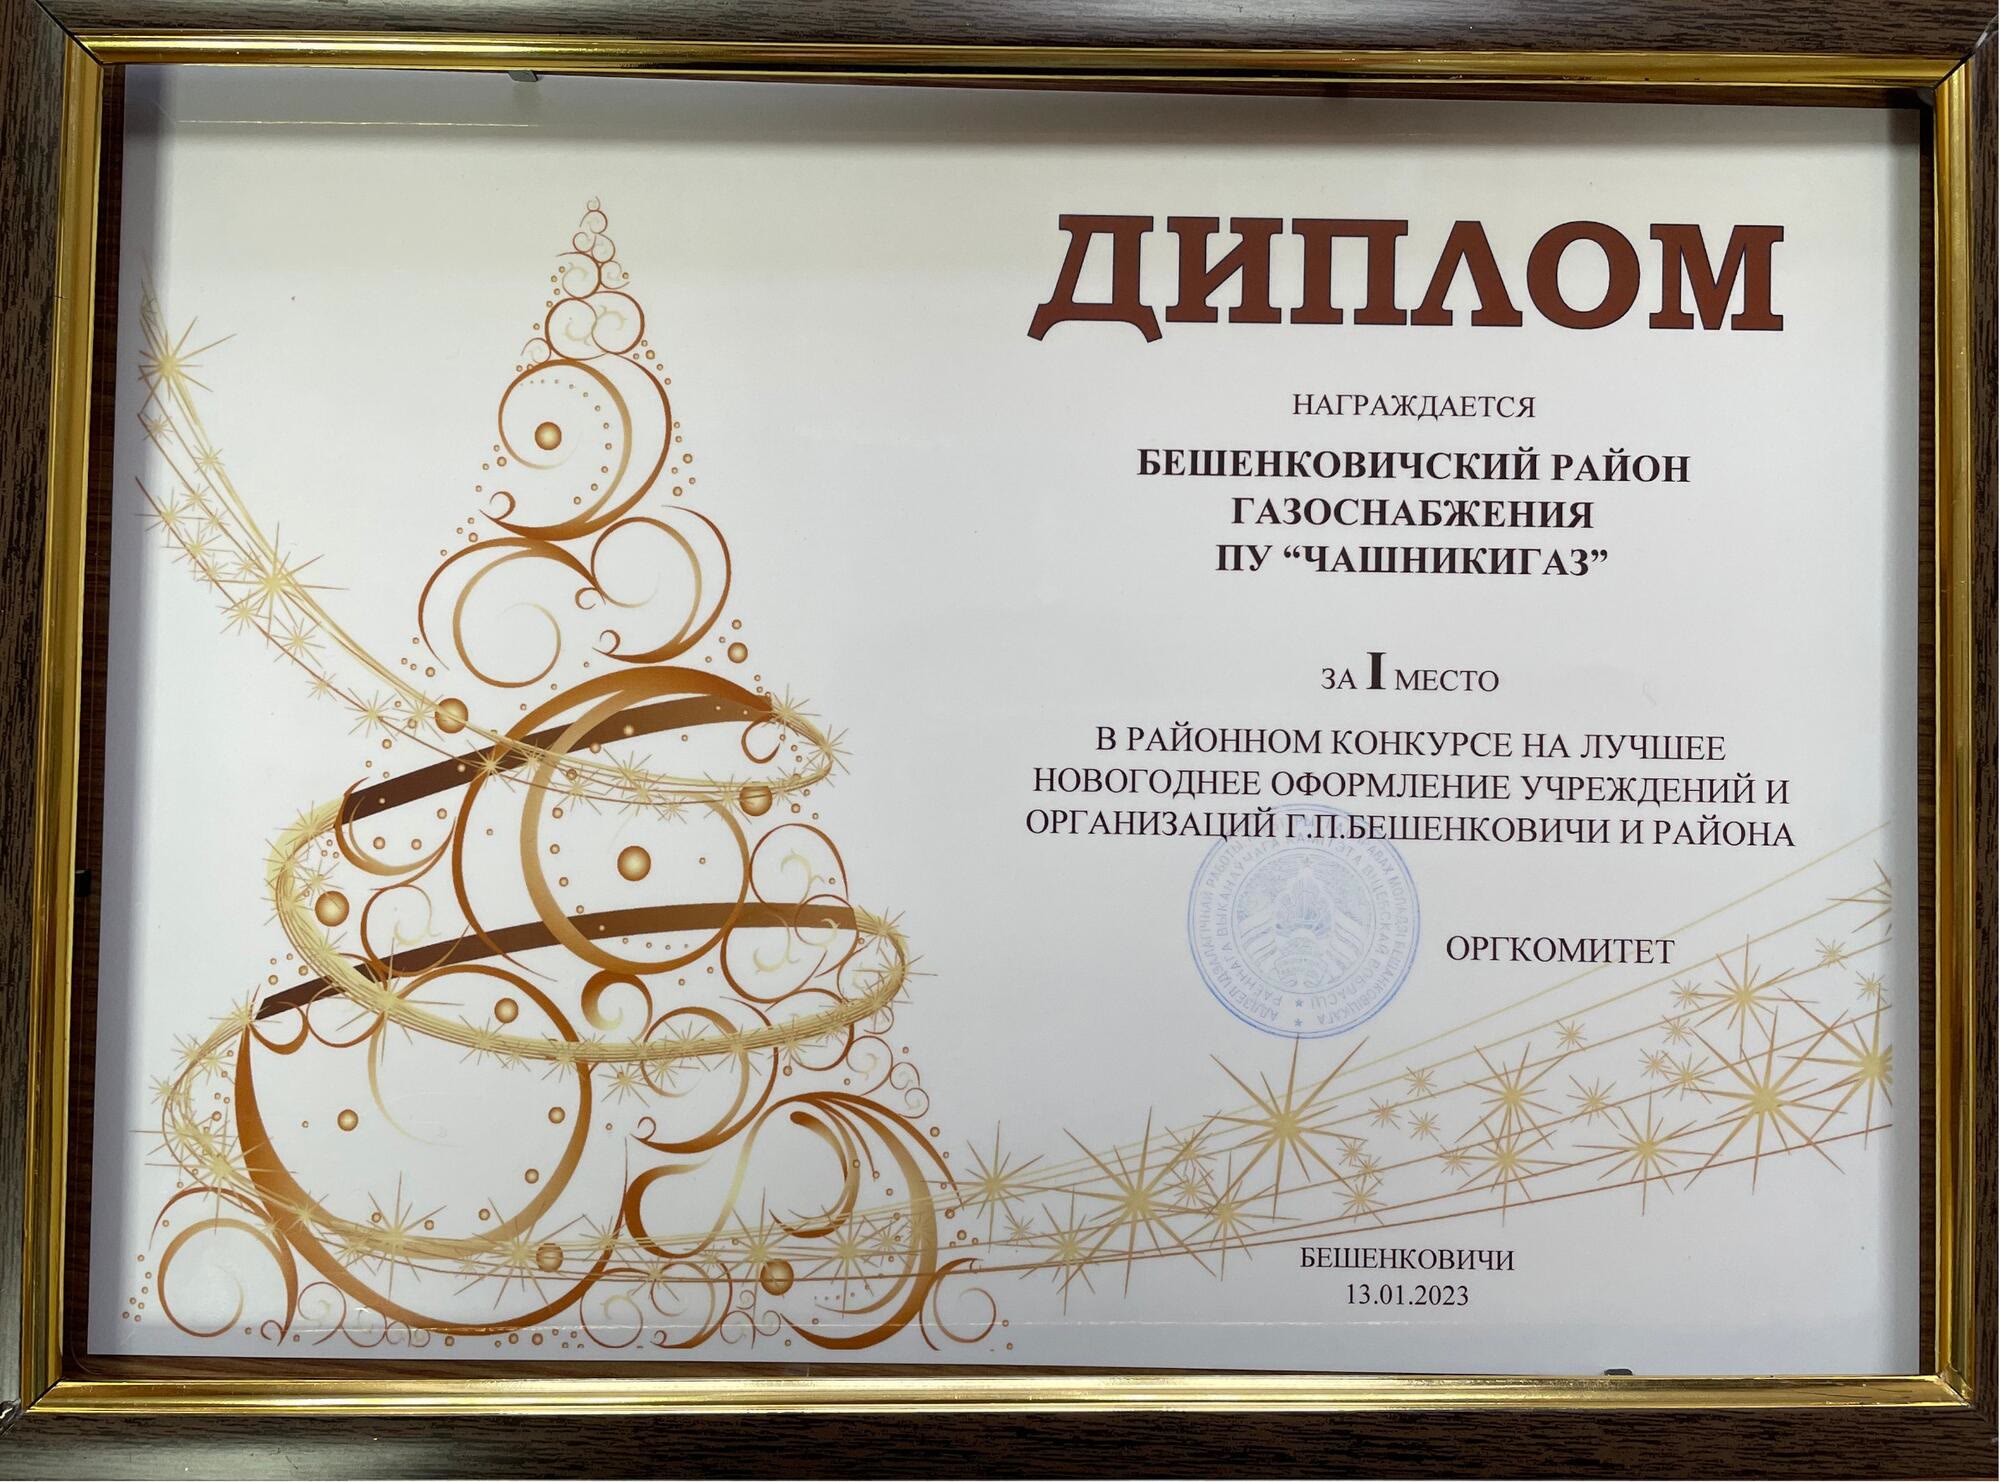 ДИПЛОМ
НАГРАЖДАЕТСЯ
БЕШЕНКОВИЧСКИЙ РАЙОН
ГАЗОСНАБЖЕНИЯ
ПУ “ЧАШНИКИГАЗ”
ЗА I МЕСТО
В РАЙОННОМ КОНКУРСЕ НА ЛУЧШЕЕ
НОВОГОДНЕЕ ОФОРМЛЕНИЕ УЧРЕЖДЕНИЙ И
ОРГАНИЗАЦИЙ Г.П.БЕШЕНКОВИЧИ И РАЙОНА
ОРГКОМИТЕТ
БЕШЕНКОВИЧИ
13.01.2023